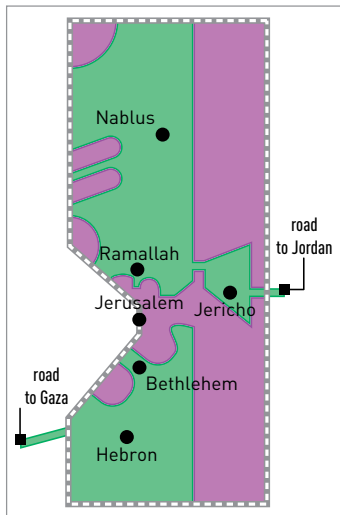 Nablus
road
to Jordan
Ramallah
Jerusalem
Jericho
road
to Gaza
Bethlehem
Hebron